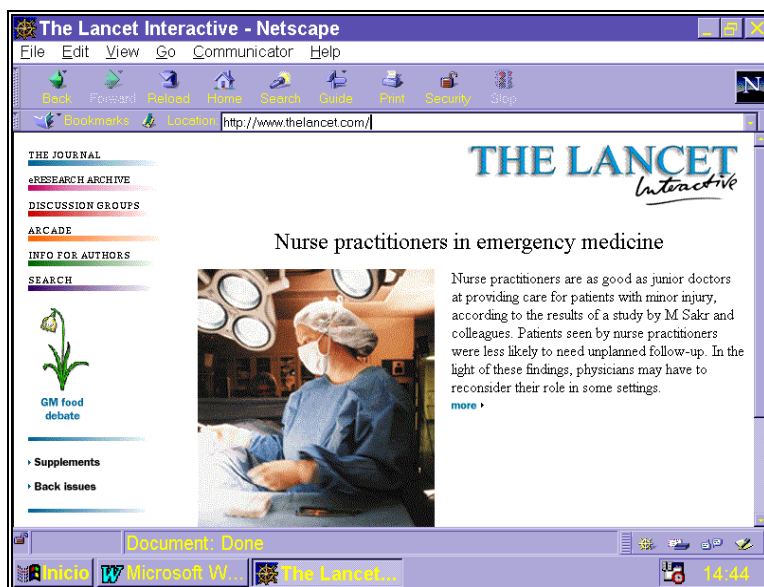 The Lancet Interactive - Netscape
File Edit View Go Communicator Help
Back Forward Reload Home Search Guide Print Security Stop
N
Bookmarks Location: http://www.thelancet.com/
THE JOURNAL
eRESEARCH ARCHIVE
DISCUSSION GROUPS
ARCADE
INFO FOR AUTHORS
SEARCH
GM food
debate
Supplements
Back issues
THE LANCET
Interactive
Nurse practitioners in emergency medicine
Nurse practitioners are as good as junior doctors
at providing care for patients with minor injury,
according to the results of a study by M Sakr and
colleagues. Patients seen by nurse practitioners
were less likely to need unplanned follow-up. In the
light of these findings, physicians may have to
reconsider their role in some settings.
more
Document: Done
Inicio Microsoft W... The Lancet... 14:44